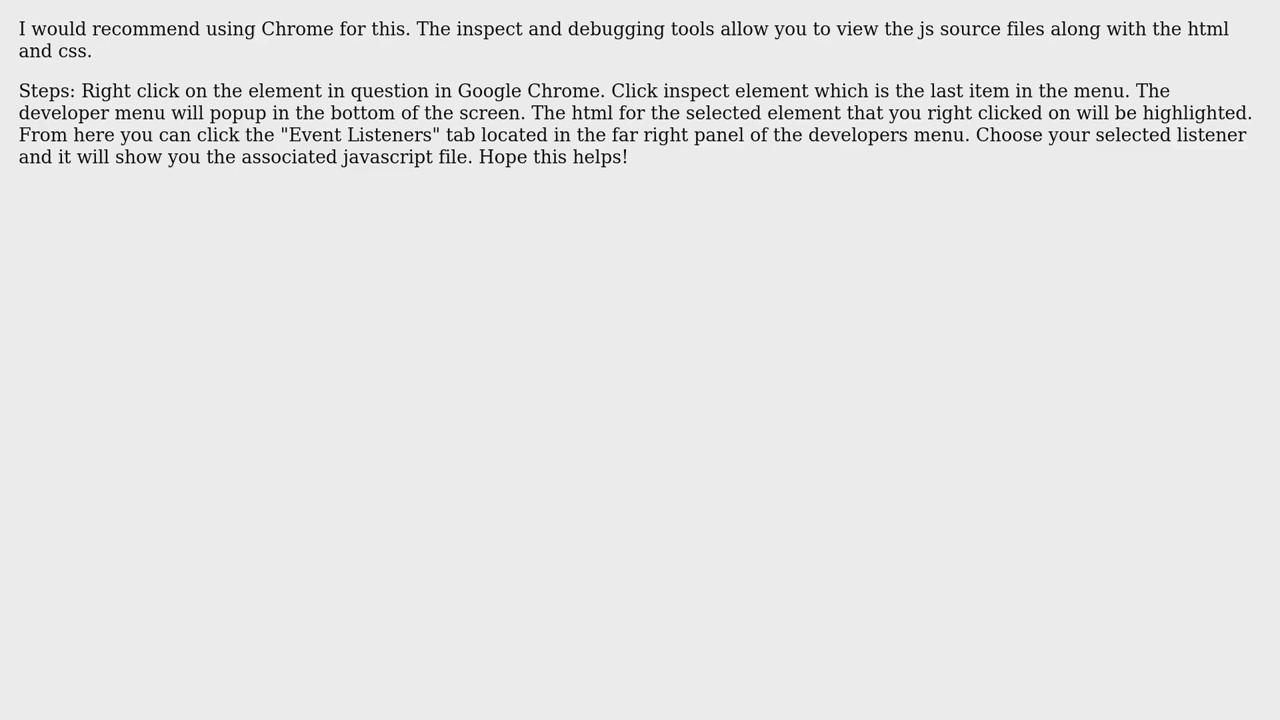 I would recommend using Chrome for this. The inspect and debugging tools allow you to view the js source files along with the html
and css.
Steps: Right click on the element in question in Google Chrome. Click inspect element which is the last item in the menu. The
developer menu will popup in the bottom of the screen. The html for the selected element that you right clicked on will be highlighted.
From here you can click the "Event Listeners" tab located in the far right panel of the developers menu. Choose your selected listener
and it will show you the associated javascript file. Hope this helps!